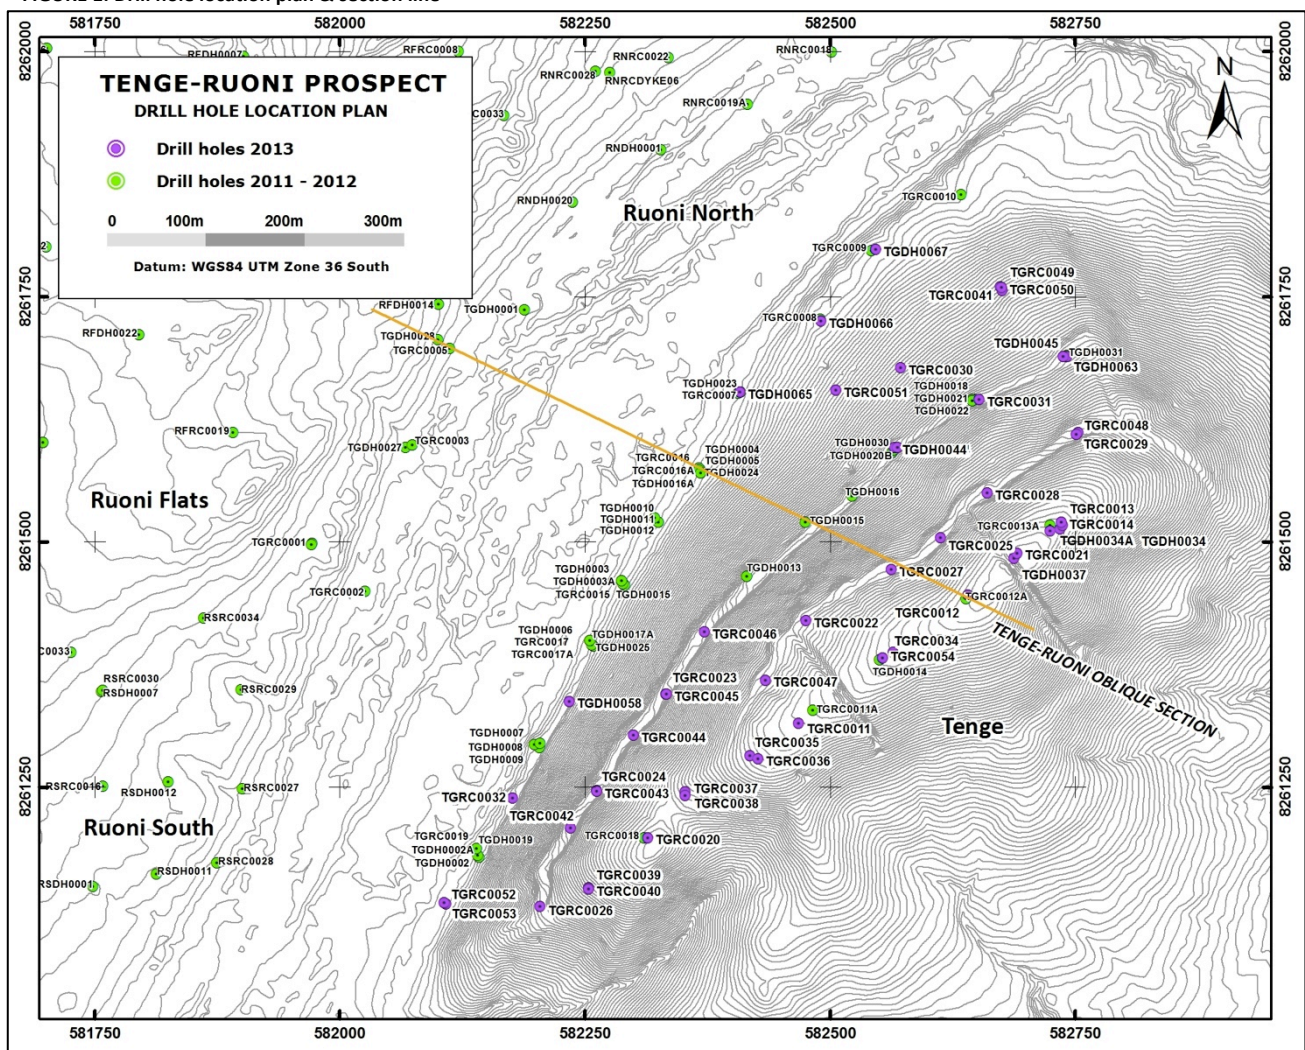 FIGURE 2. Drill hole location plan & section line
581750
582000
582250
582500
582750
8262000
8262000
RFDH0007
RFRC0008
RNRC0022
RNRC0018
RNRC0028
RNRCDYKE06
TENGE-RUONI PROSPECT
DRILL HOLE LOCATION PLAN
Drill holes 2013
Drill holes 2011 - 2012
0 100m 200m 300m
Datum: WGS84 UTM Zone 36 South
N
RNRC0019A
C0033
RNDH0001
RNDH0020
Ruoni North
TGRC0010
TGRC0009
TGDH0067
TGRC0049
TGRC0041
TGRC0050
8261750
8261750
RFDH0014
TGDH0001
TGRC0008
TGDH0066
RFDH0022
TGDH0028
TGRC0005
TGDH0045
TGDH0031
TGDH0063
TGRC0030
TGDH0023
TGRC0007
TGDH0065
TGRC0051
TGDH0018
TGDH0021
TGDH0022
TGRC0031
RFRC0019
TGDH0027
TGRC0003
TGRC0048
TGRC0029
TGDH0030
TGDH0020B
TGDH0044
TGDH0004
TGRC0016
TGDH0005
TGRC0016A
TGDH0024
TGDH0016A
Ruoni Flats
TGDH0016
TGRC0028
TGDH0010
TGDH0011
TGDH0012
TGDH0015
TGRC0013
TGRC0013A
TGRC0014
TGDH0034A
TGDH0034
8261500
8261500
TGRC0001
TGRC0025
TGRC0021
TGDH0037
TGDH0003
TGDH0003A
TGRC0015
TGDH0015
TGDH0013
TGRC0027
TGRC0002
TGRC0012A
TGRC0012
RSRC0034
TGRC0022
TENGE-RUONI OBLIQUE SECTION
TGDH0006
TGRC0017
TGRC0017A
TGDH0017A
TGDH0025
TGRC0046
TGRC0034
TGRC0054
TGDH0014
C0033
RSRC0030
RSDH0007
RSRC0029
TGRC0023
TGRC0045
TGRC0047
TGDH0058
TGRC0011A
TGRC0011
Tenge
TGDH0007
TGDH0008
TGDH0009
TGRC0044
TGRC0035
TGRC0036
8261250
8261250
RSRC0016
RSDH0012
RSRC0027
TGRC0032
TGRC0024
TGRC0043
TGRC0037
TGRC0038
TGRC0042
Ruoni South
TGRC0019
TGDH0019
TGDH0002A
TGDH0002
TGRC0018
TGRC0020
RSRC0028
RSDH0011
RSDH0001
TGRC0039
TGRC0040
TGRC0052
TGRC0053
TGRC0026
581750
582000
582250
582500
582750